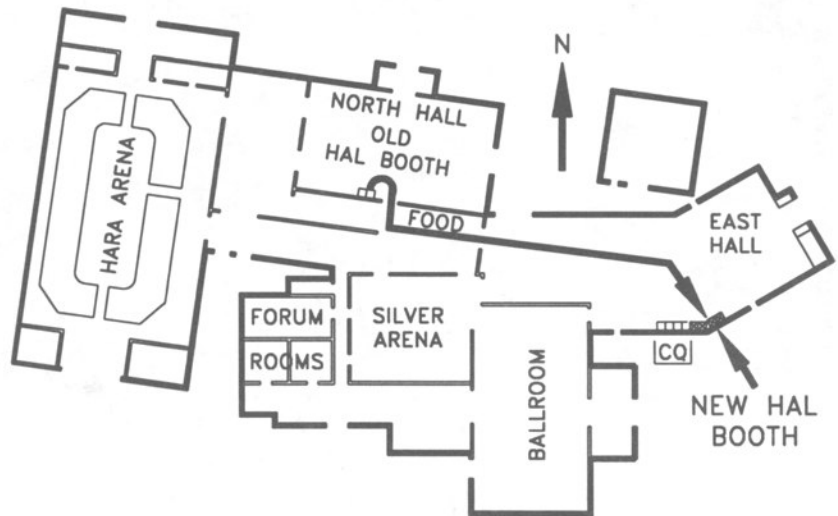 N
NORTH HALL
OLD
HAL BOOTH
HARA ARENA
FOOD
EAST
HALL
FORUM
ROOMS
SILVER
ARENA
BALLROOM
CQ
NEW HAL
BOOTH